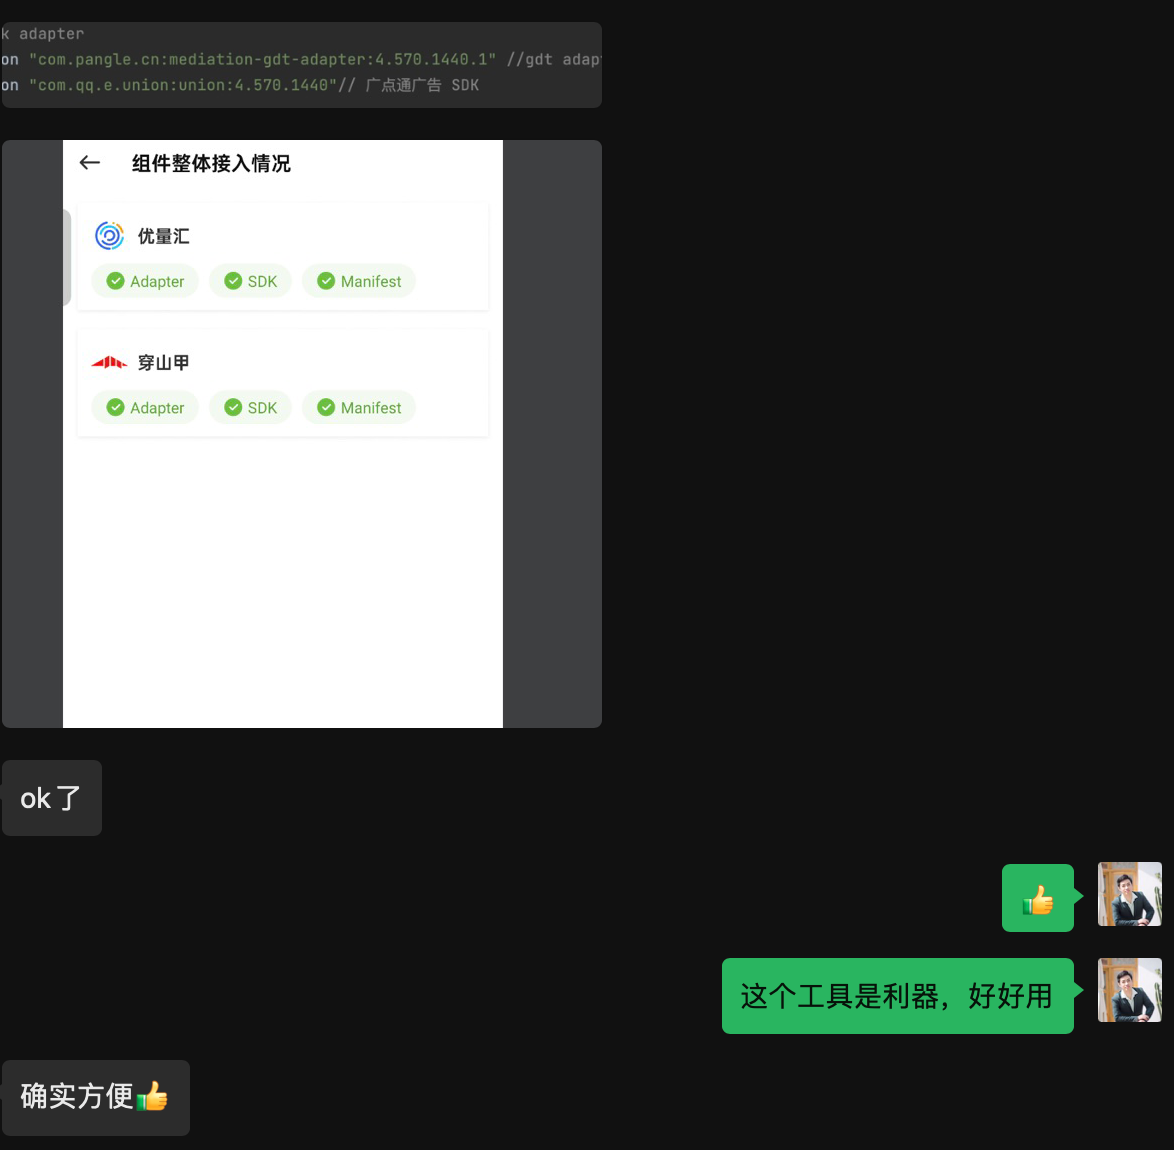 k adapter
on "com.pangle.cn:mediation-gdt-adapter:4.570.1440.1" //gdt adap
on "com.qq.e.union:union:4.570.1440"// 广点通广告 SDK
组件整体接入情况
优量汇
Adapter SDK Manifest
穿山甲
Adapter SDK Manifest
ok了
👍
这个工具是利器，好好用
确实方便👍